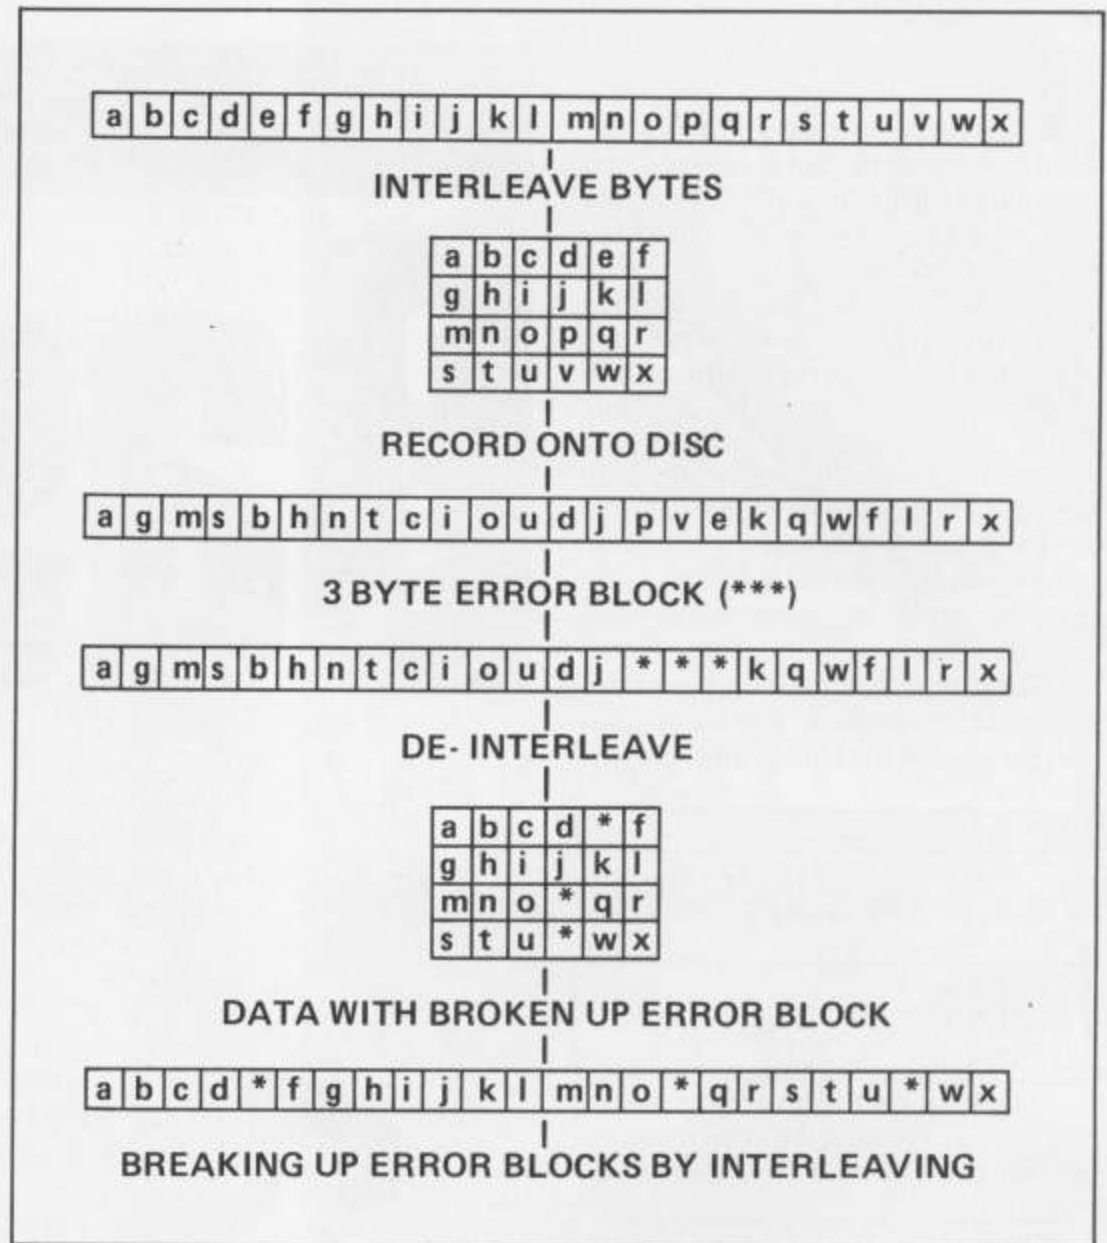 a b c d e f g h i j k l m n o p q r s t u v w x
INTERLEAVE BYTES
a b c d e f
g h i j k l
m n o p q r
s t u v w x
RECORD ONTO DISC
a g m s b h n t c i o u d j p v e k q w f l r x
3 BYTE ERROR BLOCK (***)
a g m s b h n t c i o u d j * * * k q w f l r x
DE- INTERLEAVE
a b c d * f
g h i j k l
m n o * q r
s t u * w x
DATA WITH BROKEN UP ERROR BLOCK
a b c d * f g h i j k l m n o * q r s t u * w x
BREAKING UP ERROR BLOCKS BY INTERLEAVING